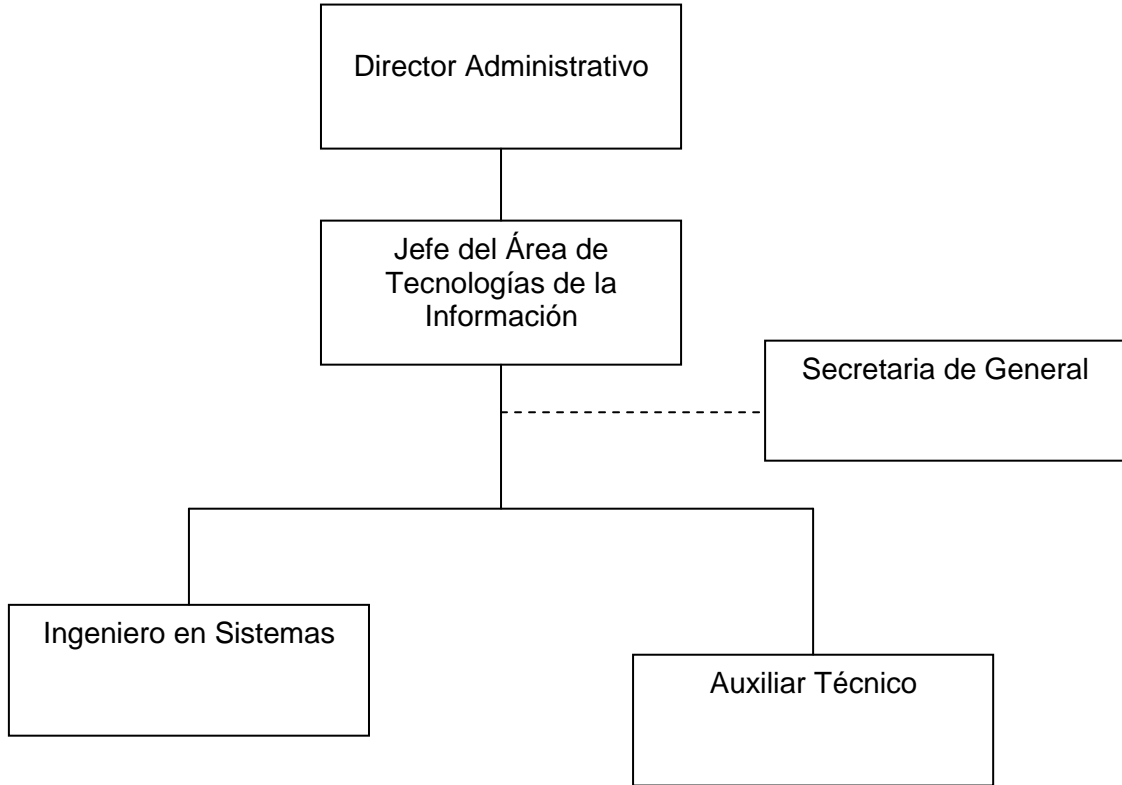 Director Administrativo
Jefe del Área de
Tecnologías de la
Información
Secretaria de General
Ingeniero en Sistemas
Auxiliar Técnico